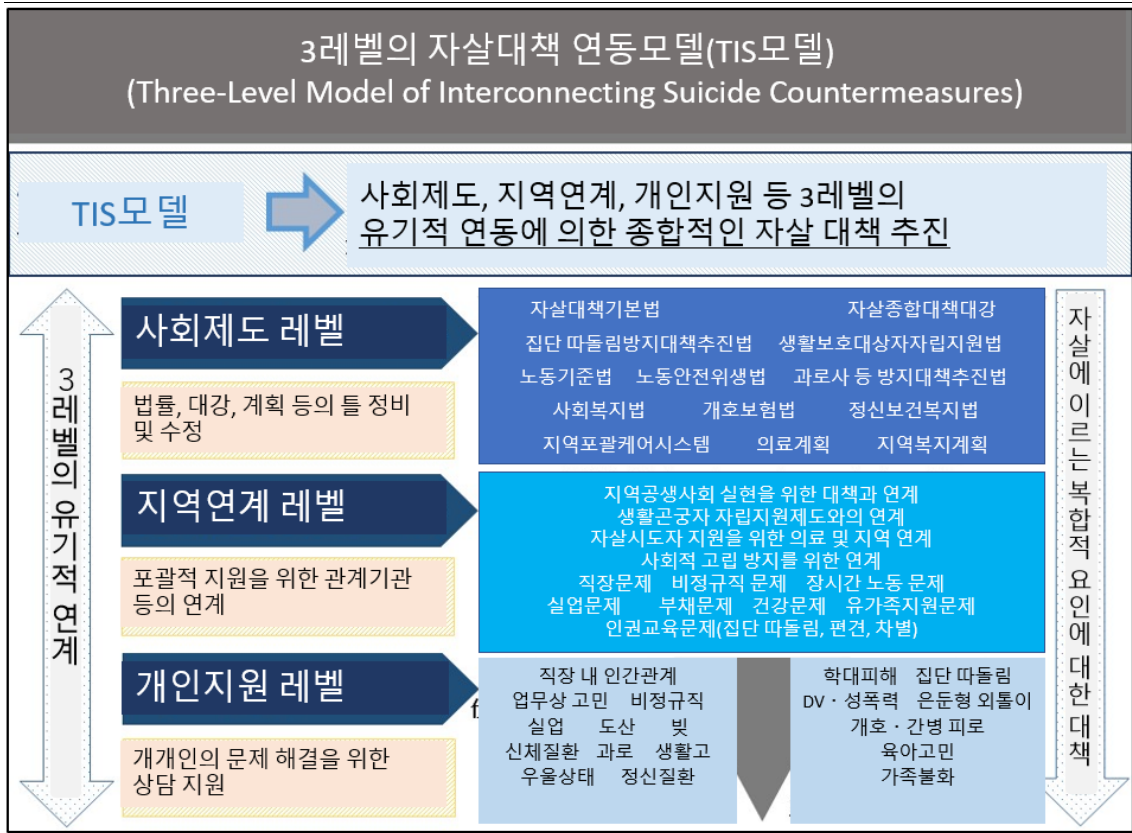 3레벨의 자살대책 연동모델(TIS모델)
(Three-Level Model of Interconnecting Suicide Countermeasures)
TIS모델
사회제도, 지역연계, 개인지원 등 3레벨의
유기적 연동에 의한 종합적인 자살 대책 추진
3레벨의 유기적 연계
사회제도 레벨
법률, 대강, 계획 등의 틀 정비
및 수정
자살대책기본법 자살종합대책대강
집단 따돌림방지대책추진법 생활보호대상자자립지원법
노동기준법 노동안전위생법 과로사 등 방지대책추진법
사회복지법 개호보험법 정신보건복지법
지역포괄케어시스템 의료계획 지역복지계획
지역연계 레벨
포괄적 지원을 위한 관계기관
등의 연계
지역공생사회 실현을 위한 대책과 연계
생활곤궁자 자립지원제도와의 연계
자살시도자 지원을 위한 의료 및 지역 연계
사회적 고립 방지를 위한 연계
직장문제 비정규직 문제 장시간 노동 문제
실업문제 부채문제 건강문제 유가족지원문제
인권교육문제(집단 따돌림, 편견, 차별)
개인지원 레벨
개개인의 문제 해결을 위한
상담 지원
직장 내 인간관계
업무상 고민 비정규직
실업 도산 빚
신체질환 과로 생활고
우울상태 정신질환
학대피해 집단 따돌림
DV・성폭력 은둔형 외톨이
개호・간병 피로
육아고민
가족불화
자살에 이르는 복합적 요인에 대한 대책